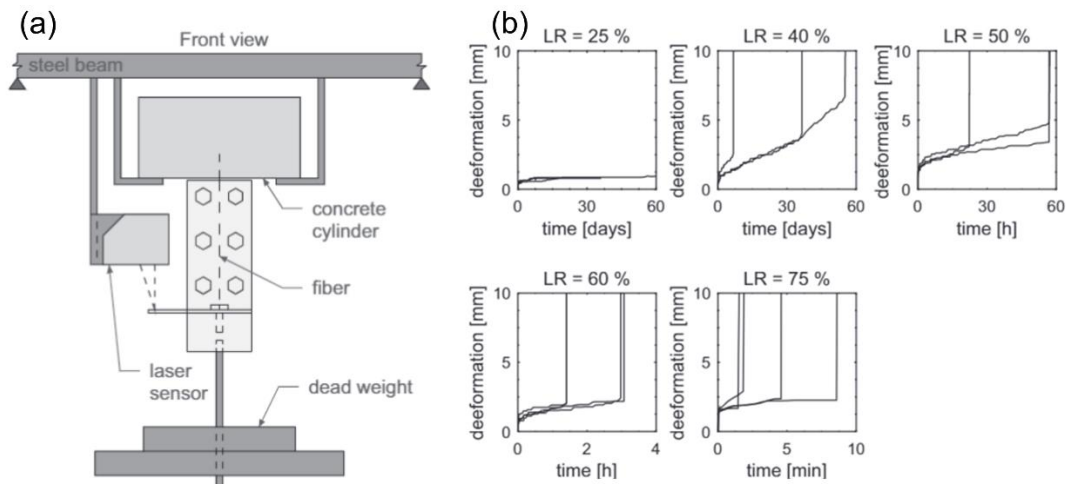 (a)
Front view
steel beam
concrete
cylinder
fiber
laser
sensor
dead weight
(b)
LR = 25 %
deeformation [mm]
10
5
0
0
30
60
time [days]
LR = 40 %
deeformation [mm]
10
5
0
0
30
60
time [days]
LR = 50 %
deeformation [mm]
10
5
0
0
30
60
time [h]
LR = 60 %
deeformation [mm]
10
5
0
0
2
4
time [h]
LR = 75 %
deeformation [mm]
10
5
0
0
5
10
time [min]